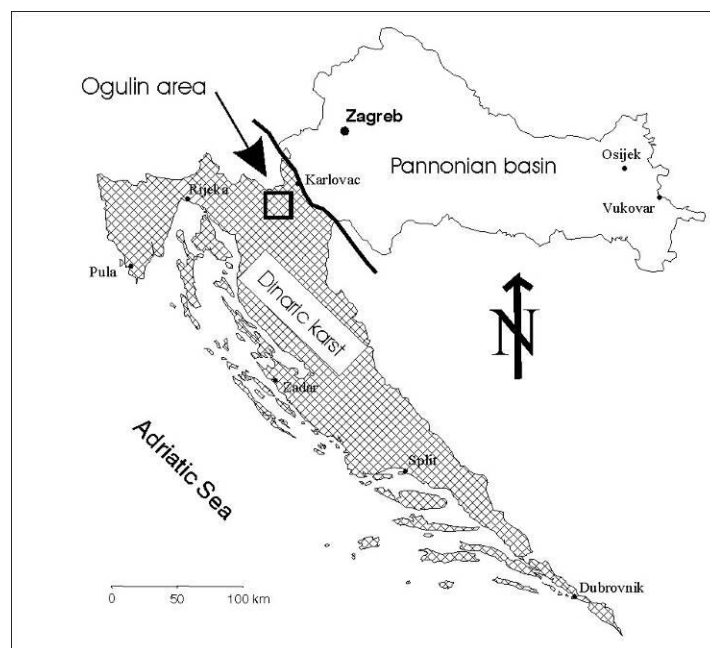 Ogulin area
Zagreb
Osijek
Pannonian basin
Karlovac
Rijeka
Vukovar
Pula
Dinaric karst
N
Zadar
Adriatic Sea
Split
0 50 100 km
Dubrovnik